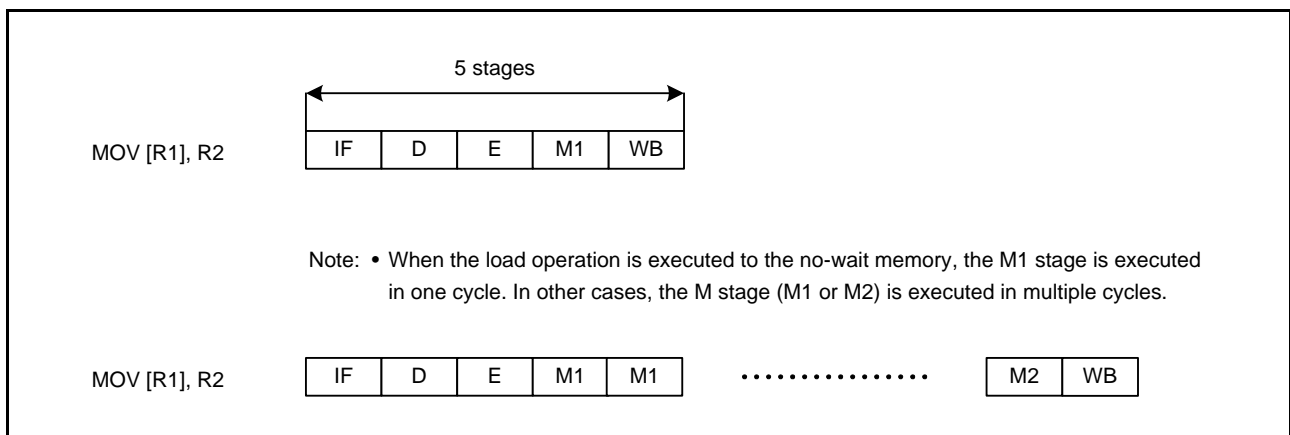 5 stages
MOV [R1], R2 IF D E M1 WB
Note: • When the load operation is executed to the no-wait memory, the M1 stage is executed
in one cycle. In other cases, the M stage (M1 or M2) is executed in multiple cycles.
MOV [R1], R2 IF D E M1 M1 ················ M2 WB